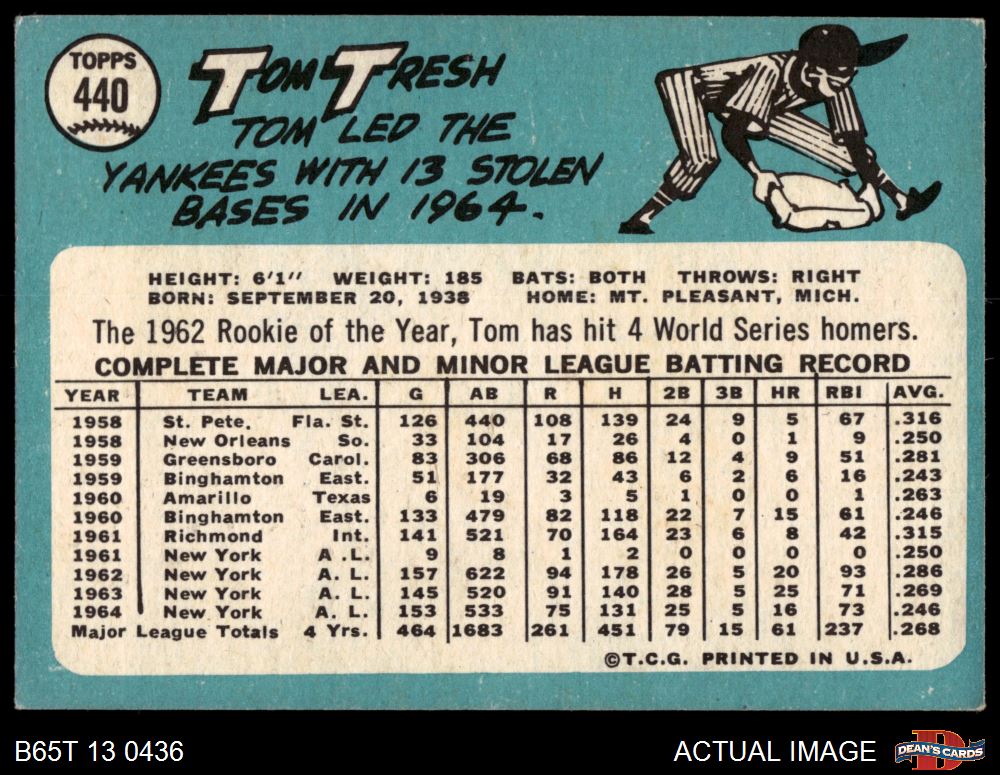 TOPPS
440
TOM TRESH
TOM LED THE
YANKEES WITH 13 STOLEN
BASES IN 1964.
HEIGHT: 6'1" WEIGHT: 185 BATS: BOTH THROWS: RIGHT
BORN: SEPTEMBER 20, 1938 HOME: MT. PLEASANT, MICH.
The 1962 Rookie of the Year, Tom has hit 4 World Series homers.
COMPLETE MAJOR AND MINOR LEAGUE BATTING RECORD
YEAR TEAM LEA. G AB R H 2B 3B HR RBI AVG.
1958 St. Pete. Fla. St. 126 440 108 139 24 9 5 67 .316
1958 New Orleans So. 33 104 17 26 4 0 1 9 .250
1959 Greensboro Carol. 83 306 68 86 12 4 9 51 .281
1959 Binghamton East. 51 177 32 43 6 2 6 16 .243
1960 Amarillo Texas 6 19 3 5 1 0 0 1 .263
1960 Binghamton East. 133 479 82 118 22 7 15 61 .246
1961 Richmond Int. 141 521 70 164 23 6 8 42 .315
1961 New York A .L. 9 8 1 2 0 0 0 0 .250
1962 New York A. L. 157 622 94 178 26 5 20 93 .286
1963 New York A. L. 145 520 91 140 28 5 25 71 .269
1964 New York A. L. 153 533 75 131 25 5 16 73 .246
Major League Totals 4 Yrs. 464 1683 261 451 79 15 61 237 .268
©T.C.G. PRINTED IN U.S.A.
B65T 13 0436 ACTUAL IMAGE DEAN'S CARDS